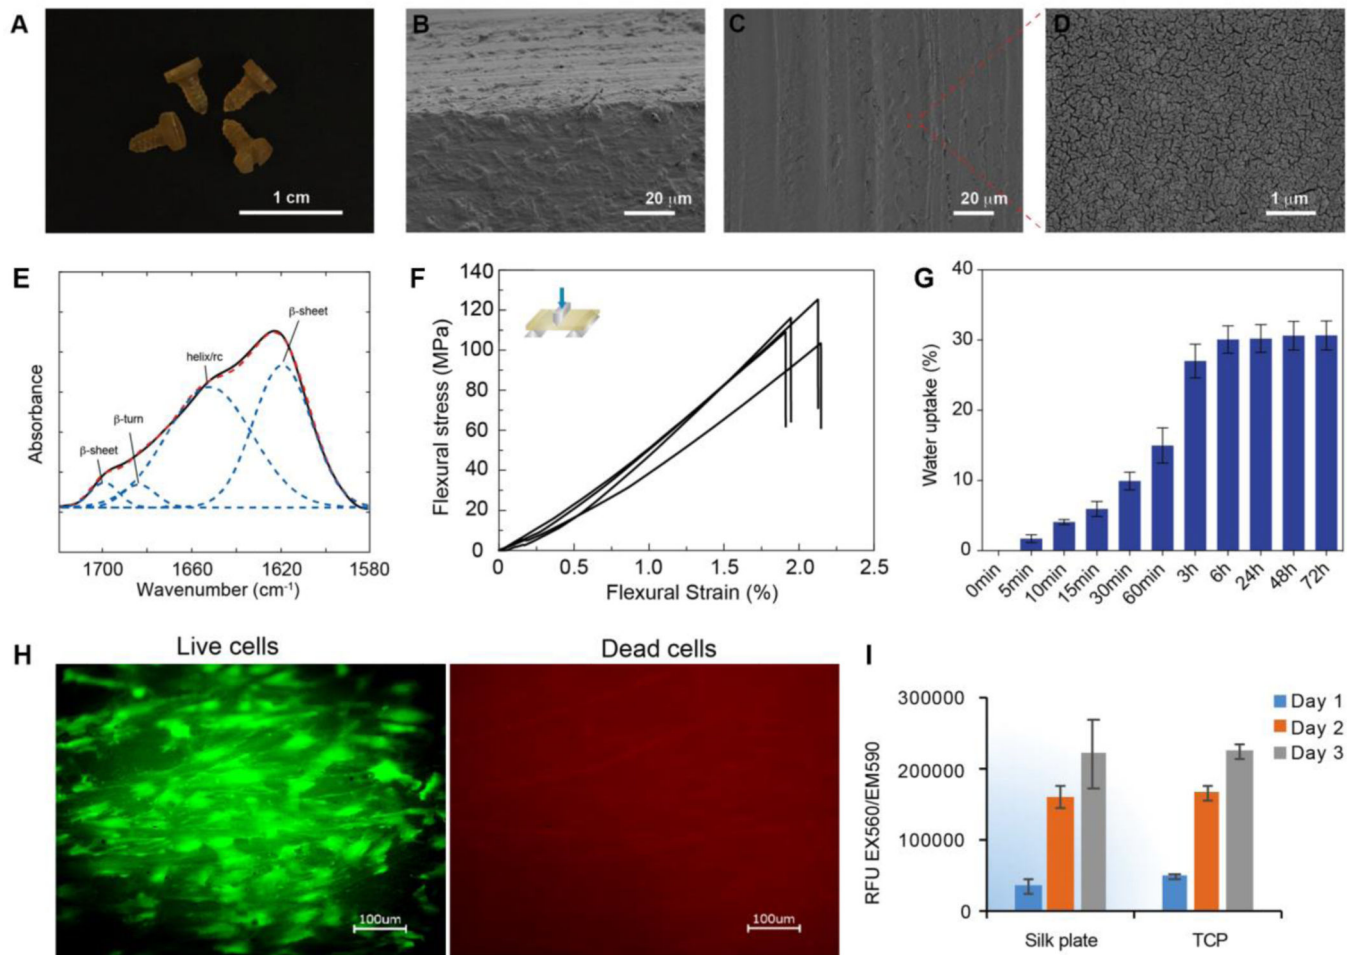 A
1 cm
B
20 μm
C
20 μm
D
1 μm
E
Absorbance
β-sheet
β-turn
helix/rc
β-sheet
1700
1660
1620
1580
Wavenumber (cm-1)
F
Flexural stress (MPa)
140
120
100
80
60
40
20
0
0
0.5
1.0
1.5
2.0
2.5
Flexural Strain (%)
G
Water uptake (%)
40
30
20
10
0
0min
5min
10min
15min
30min
60min
3h
6h
24h
48h
72h
H
Live cells
100um
Dead cells
100um
I
RFU EX560/EM590
300000
200000
100000
0
Silk plate
TCP
Day 1
Day 2
Day 3